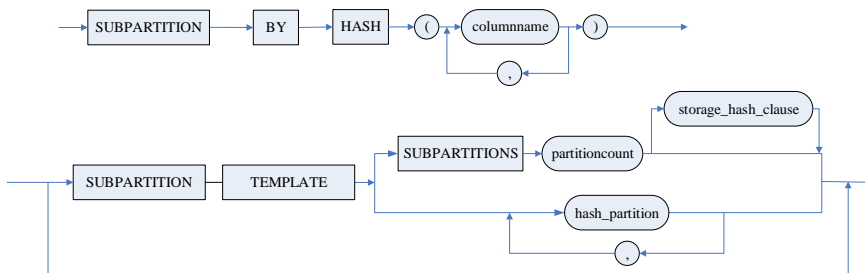 SUBPARTITION BY HASH ( columnname )
,
storage_hash_clause
SUBPARTITIONS partitioncount
SUBPARTITION TEMPLATE
hash_partition
,